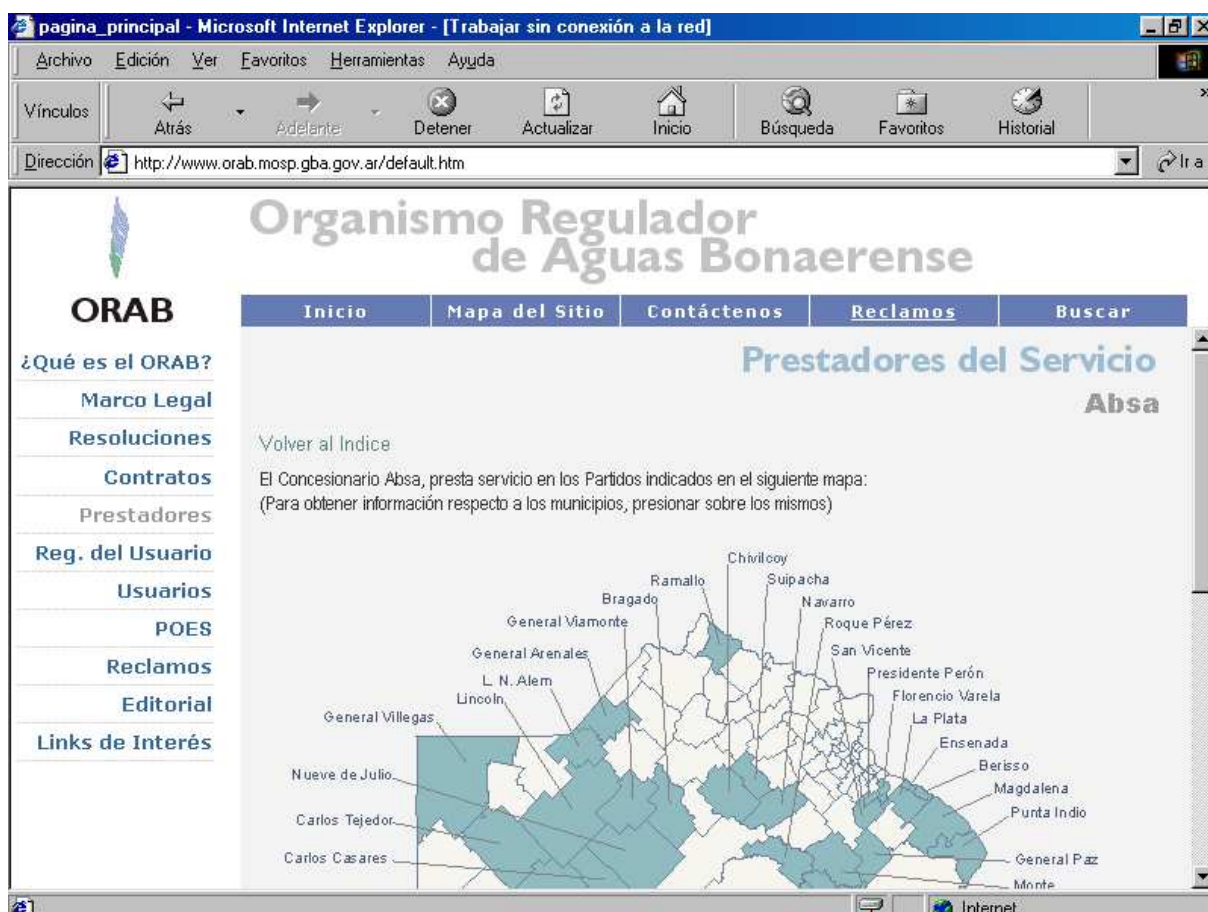 pagina_principal - Microsoft Internet Explorer - [Trabajar sin conexión a la red]
Archivo Edición Ver Favoritos Herramientas Ayuda
Vínculos Atrás Adelante Detener Actualizar Inicio Búsqueda Favoritos Historial »
Dirección http://www.orab.mosp.gba.gov.ar/default.htm Ir a
Organismo Regulador
de Aguas Bonaerense
ORAB
Inicio Mapa del Sitio Contáctenos Reclamos Buscar
¿Qué es el ORAB?
Marco Legal
Resoluciones
Contratos
Prestadores
Reg. del Usuario
Usuarios
POES
Reclamos
Editorial
Links de Interés
Prestadores del Servicio
Absa
Volver al Indice
El Concesionario Absa, presta servicio en los Partidos indicados en el siguiente mapa:
(Para obtener información respecto a los municipios, presionar sobre los mismos)
Chivilcoy
Ramallo
Suipacha
Bragado
Navarro
General Viamonte
Roque Pérez
General Arenales
San Vicente
L. N. Alem
Presidente Perón
Lincoln
Florencio Varela
General Villegas
La Plata
Ensenada
Berisso
Nueve de Julio
Magdalena
Punta Indio
Carlos Tejedor
Carlos Casares
General Paz
Monte
Internet